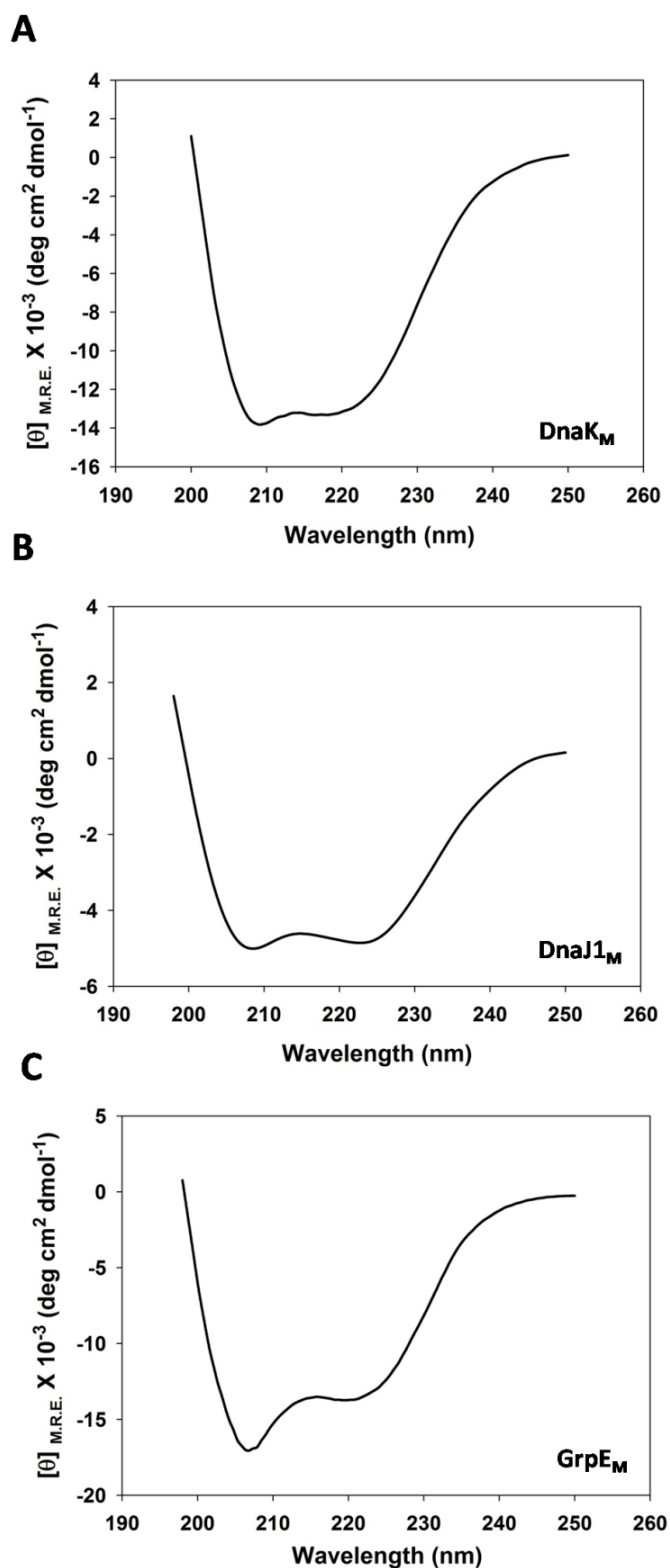 A
[θ] M.R.E. X 10⁻³ (deg cm² dmol⁻¹)
4
2
0
-2
-4
-6
-8
-10
-12
-14
-16
DnaKM
190 200 210 220 230 240 250 260
Wavelength (nm)
B
[θ] M.R.E. X 10⁻³ (deg cm² dmol⁻¹)
4
2
0
-2
-4
-6
DnaJ1M
190 200 210 220 230 240 250 260
Wavelength (nm)
C
[θ] M.R.E. X 10⁻³ (deg cm² dmol⁻¹)
5
0
-5
-10
-15
-20
GrpEM
190 200 210 220 230 240 250 260
Wavelength (nm)